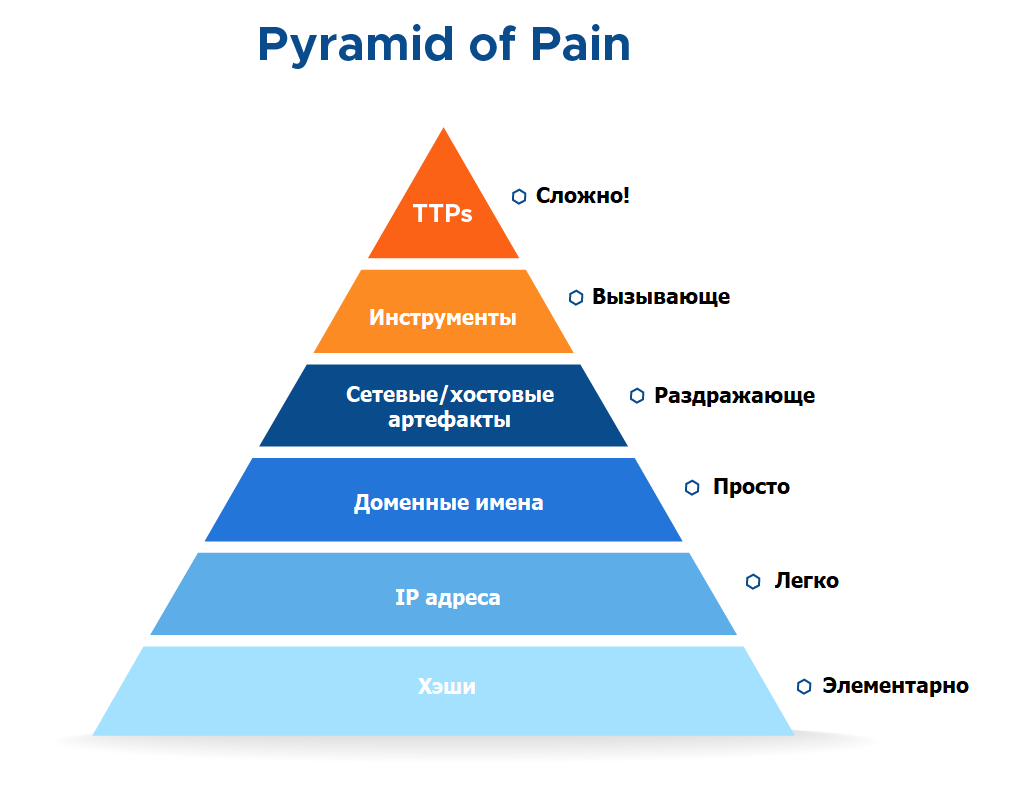 Pyramid of Pain
TTPs
Сложно!
Инструменты
Вызывающе
Сетевые/хостовые
артефакты
Раздражающе
Доменные имена
Просто
IP адреса
Легко
Хэши
Элементарно